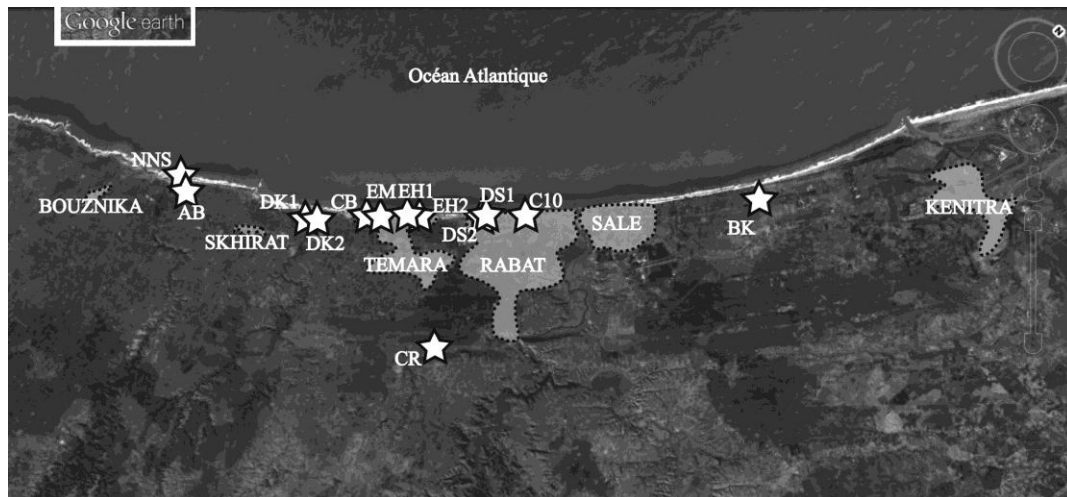 Google earth
Océan Atlantique
NNS
BOUZNIKA
AB
DK1
CB
EM
EH1
DS1
C10
EH2
SKHIRAT
DK2
DS2
SALE
BK
KENITRA
TEMARA
RABAT
CR